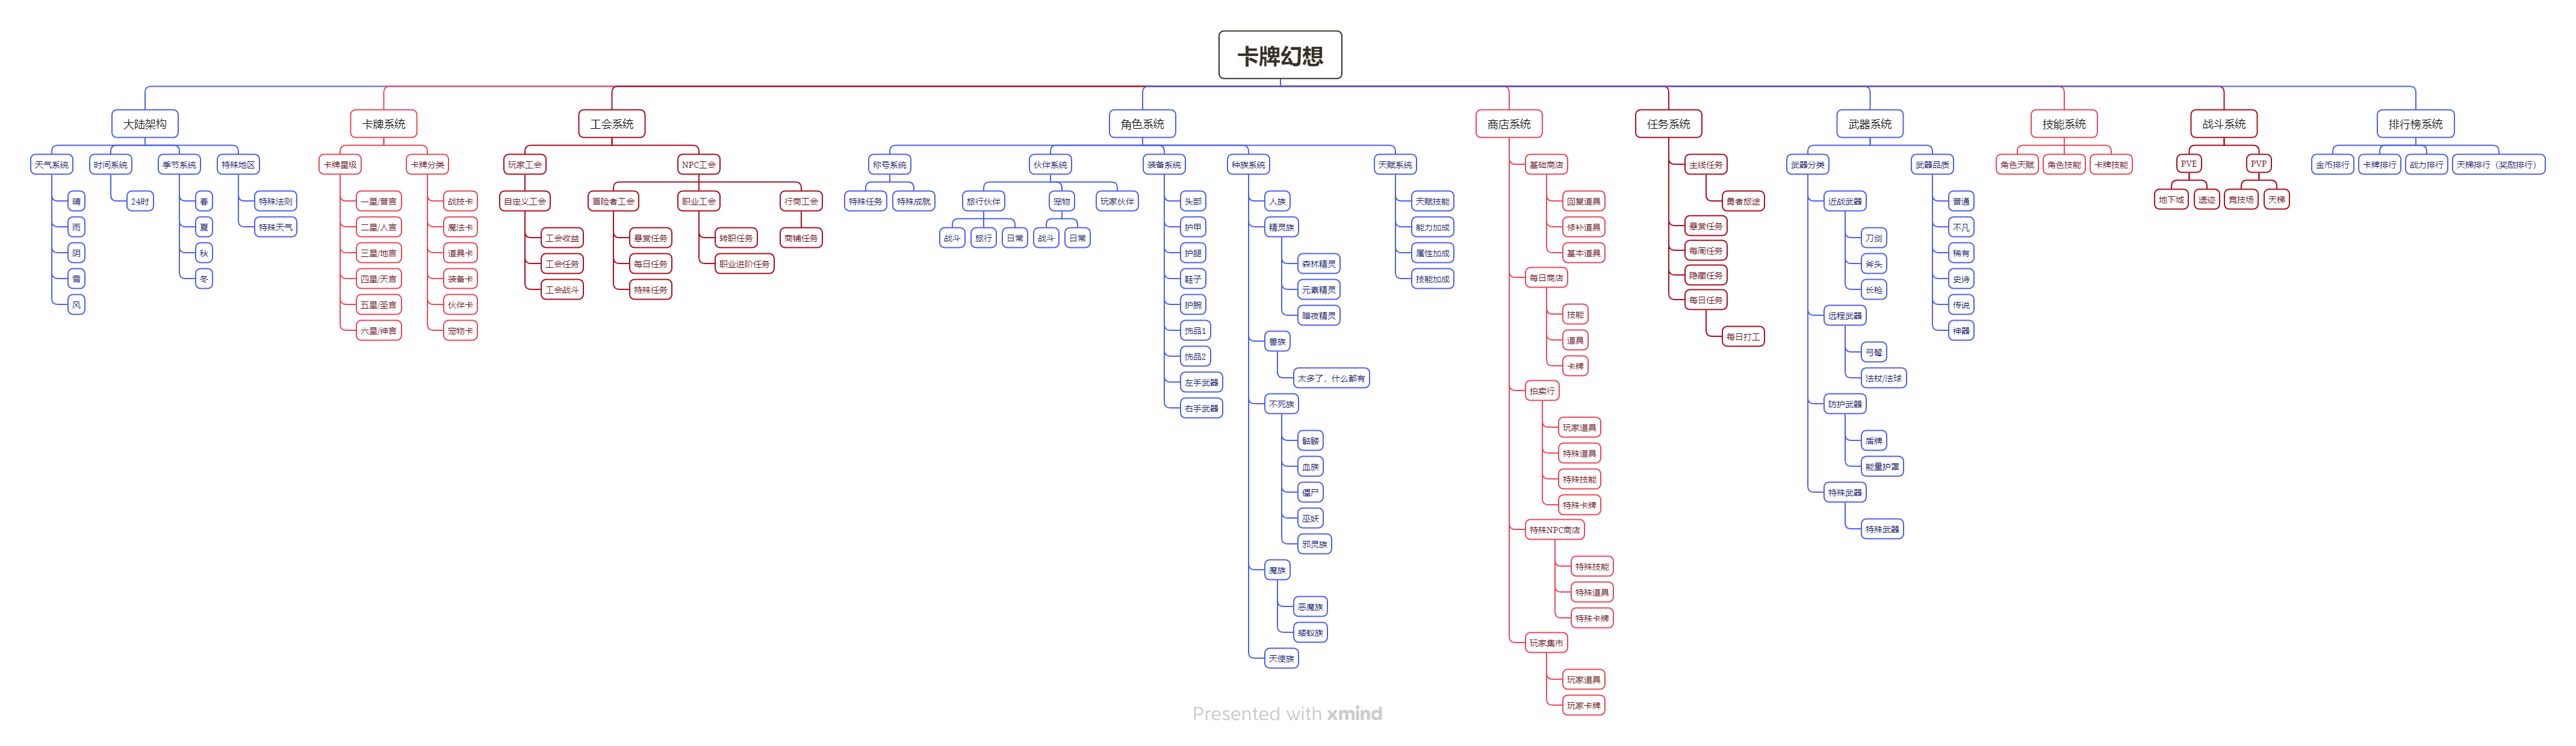 卡牌幻想
大陆架构
天气系统
晴
雨
阴
雪
风
时间系统
24时
季节系统
春
夏
秋
冬
特殊地区
特殊法则
特殊天气
卡牌系统
卡牌星级
一星/普言
二星/人言
三星/地言
四星/天言
五星/圣言
六星/神言
卡牌分类
战技卡
魔法卡
道具卡
装备卡
伙伴卡
宠物卡
工会系统
玩家工会
自定义工会
工会收益
工会任务
工会战斗
NPC工会
冒险者工会
悬赏任务
每日任务
特殊任务
职业工会
转职任务
职业进阶任务
行商工会
商铺任务
角色系统
称号系统
特殊任务
特殊成就
伙伴系统
旅行伙伴
战斗
旅行
日常
宠物
战斗
日常
玩家伙伴
装备系统
头部
护甲
护腿
鞋子
护腕
饰品1
饰品2
左手武器
右手武器
种族系统
人族
精灵族
森林精灵
元素精灵
暗夜精灵
兽族
太多了，什么都有
不死族
骷髅
血族
僵尸
巫妖
邪灵族
魔族
恶魔族
蝼蚁族
天使族
天赋系统
天赋技能
能力加成
属性加成
技能加成
商店系统
基础商店
回复道具
修补道具
基本道具
每日商店
技能
道具
卡牌
拍卖行
玩家道具
特殊道具
特殊技能
特殊卡牌
特殊NPC商店
特殊技能
特殊道具
特殊卡牌
玩家集市
玩家道具
玩家卡牌
任务系统
主线任务
勇者旅途
悬赏任务
每周任务
隐藏任务
每日任务
每日打工
武器系统
武器分类
近战武器
刀剑
斧头
长枪
远程武器
弓弩
法杖/法球
防护武器
盾牌
能量护罩
特殊武器
特殊武器
武器品质
普通
不凡
稀有
史诗
传说
神器
技能系统
角色天赋
角色技能
卡牌技能
战斗系统
PVE
地下城
遗迹
PVP
竞技场
天梯
排行榜系统
金币排行
卡牌排行
战力排行
天梯排行（奖励排行）
Presented with xmind